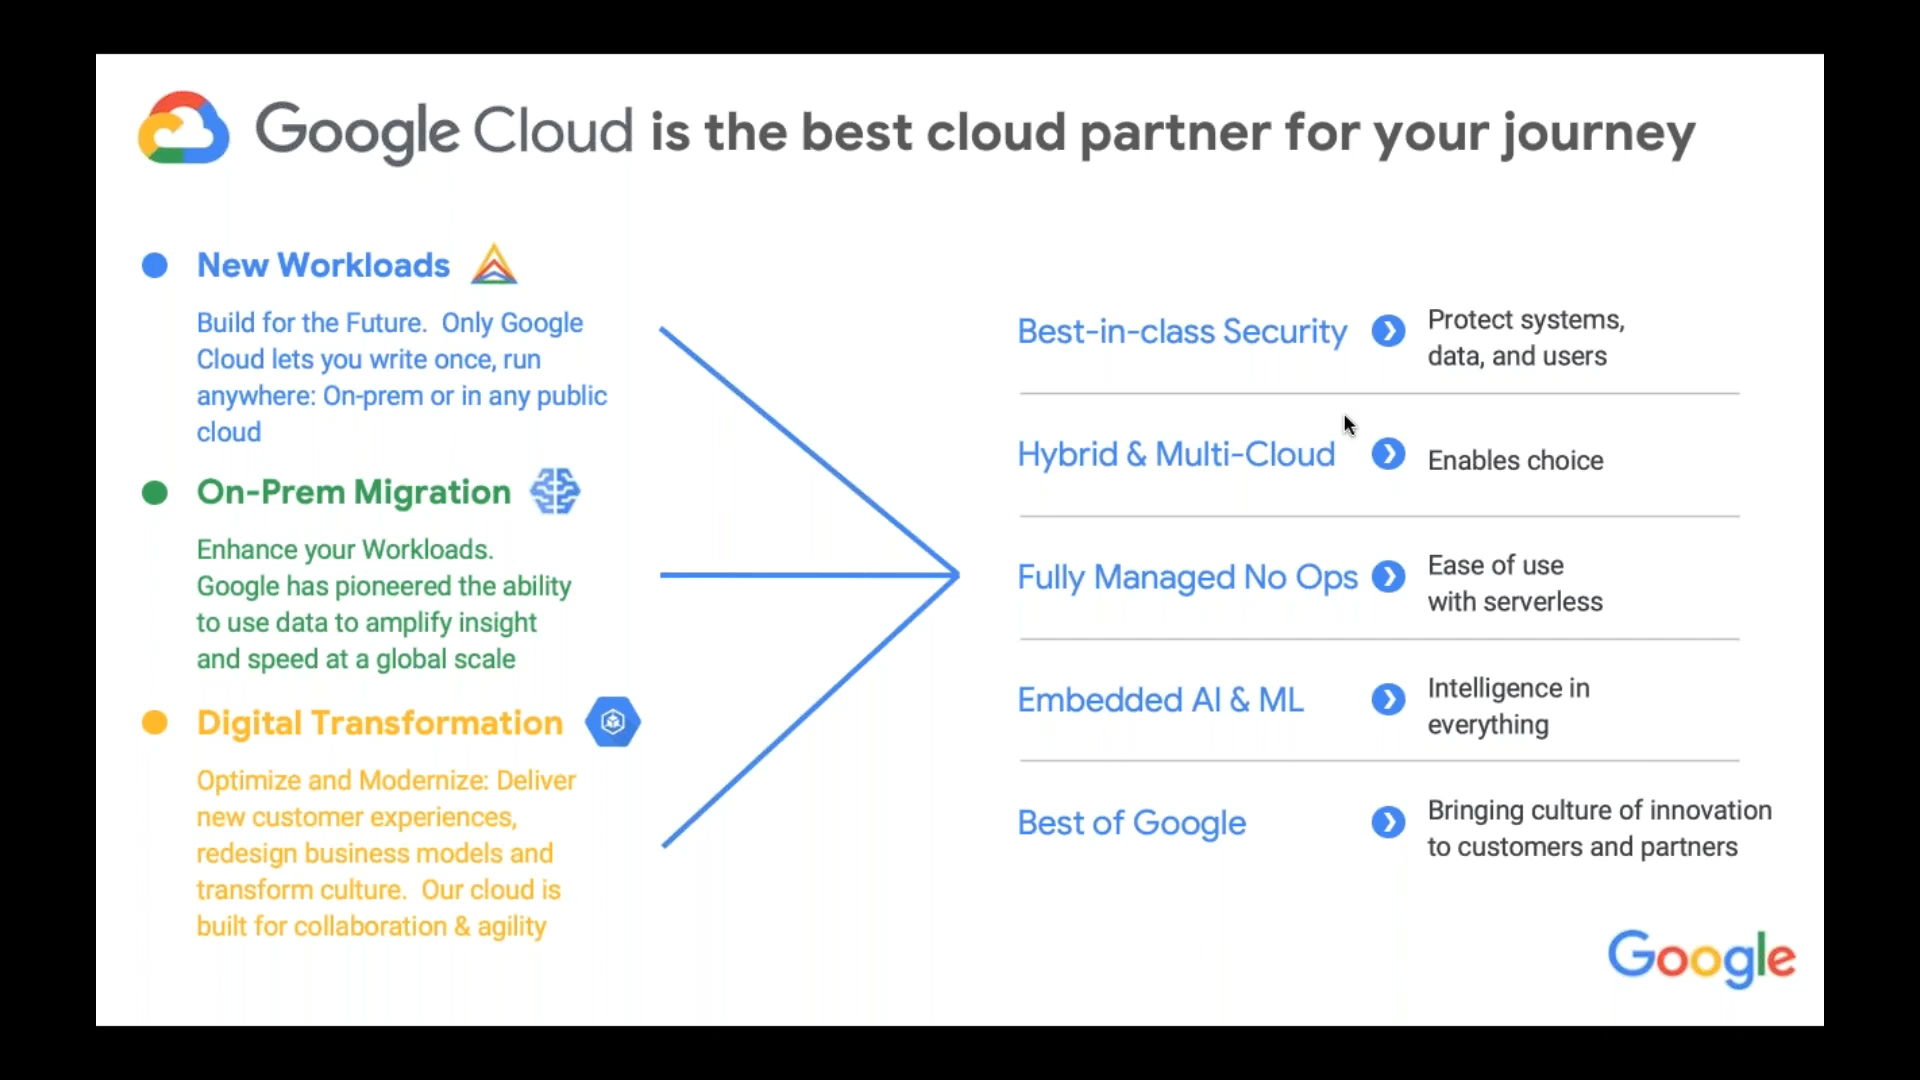 Google Cloud is the best cloud partner for your journey
New Workloads
Build for the Future.  Only Google
Cloud lets you write once, run
anywhere: On-prem or in any public
cloud
On-Prem Migration
Enhance your Workloads.
Google has pioneered the ability
to use data to amplify insight
and speed at a global scale
Digital Transformation
Optimize and Modernize: Deliver
new customer experiences,
redesign business models and
transform culture.  Our cloud is
built for collaboration & agility
Best-in-class Security
Protect systems,
data, and users
Hybrid & Multi-Cloud
Enables choice
Fully Managed No Ops
Ease of use
with serverless
Embedded AI & ML
Intelligence in
everything
Best of Google
Bringing culture of innovation
to customers and partners
Google